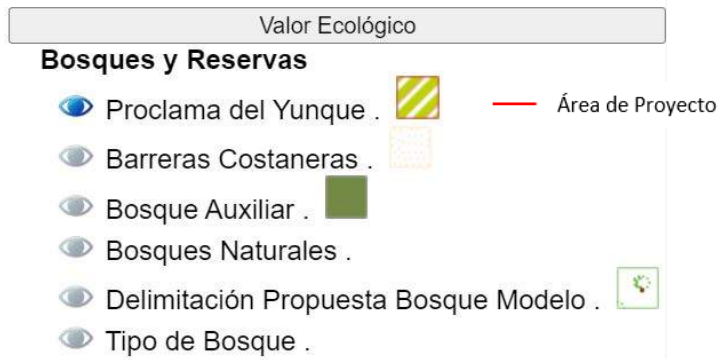 Valor Ecológico
Bosques y Reservas
Proclama del Yunque .
Área de Proyecto
Barreras Costaneras .
Bosque Auxiliar .
Bosques Naturales .
Delimitación Propuesta Bosque Modelo .
Tipo de Bosque .